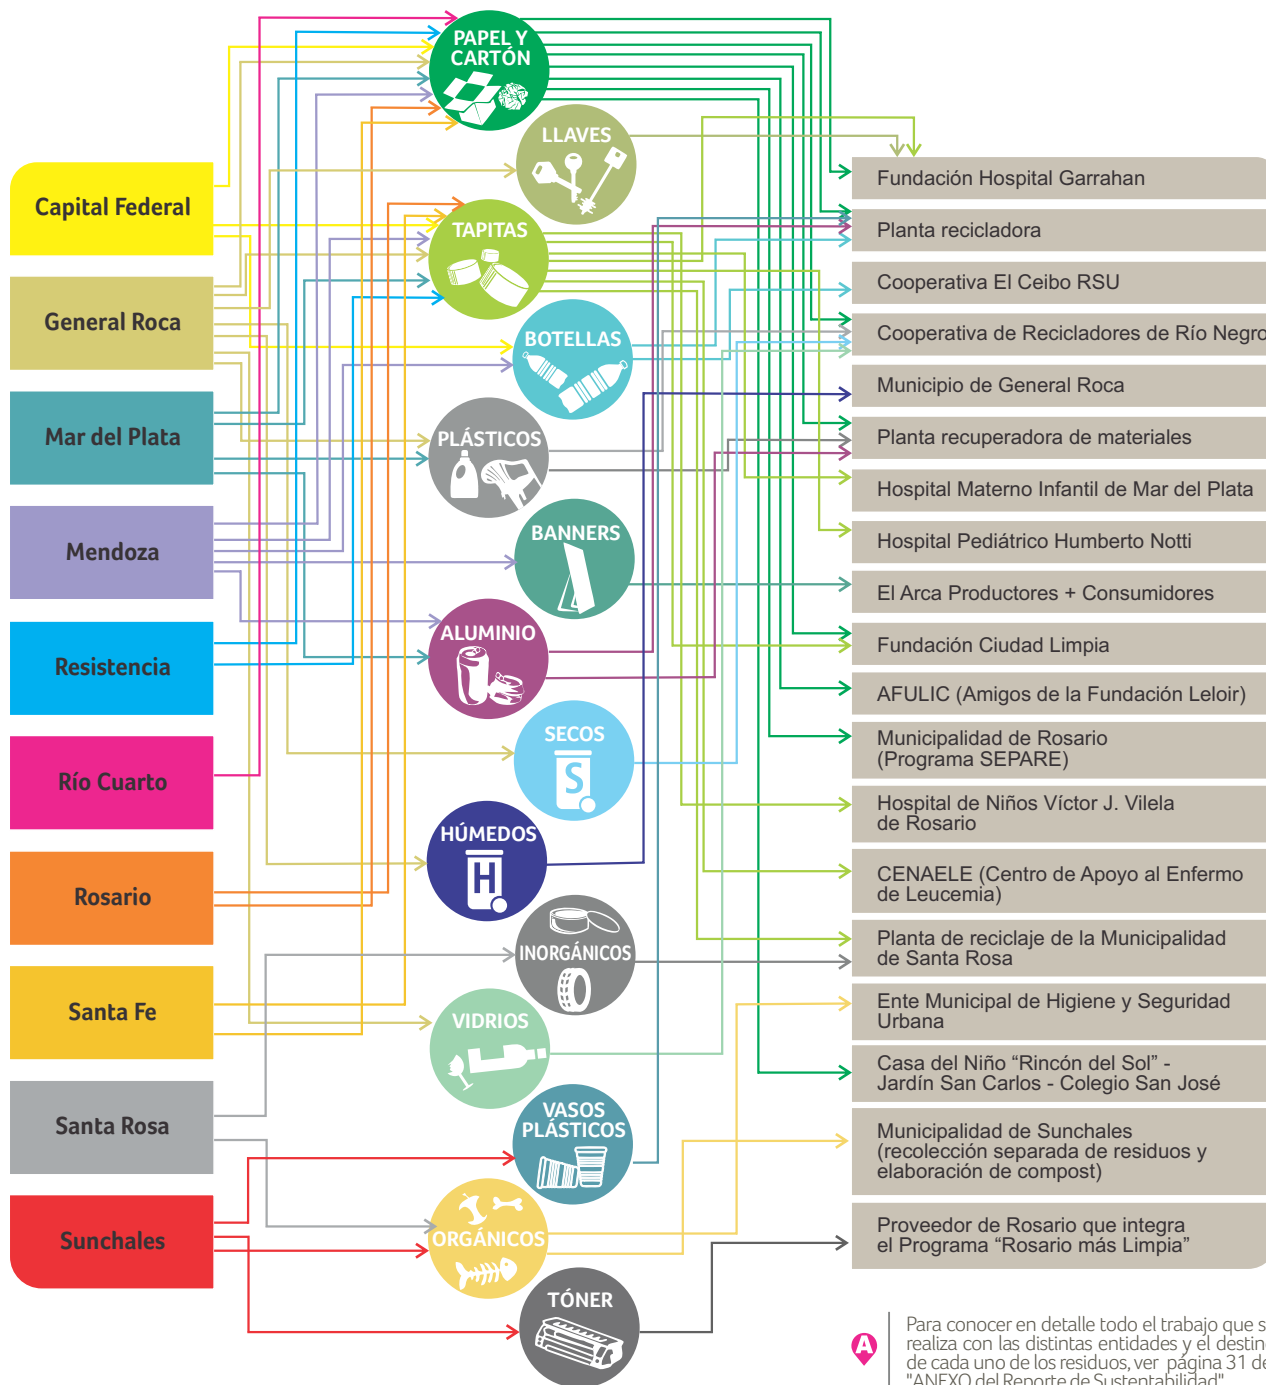 Capital Federal
General Roca
Mar del Plata
Mendoza
Resistencia
Río Cuarto
Rosario
Santa Fe
Santa Rosa
Sunchales
PAPEL Y
CARTÓN
LLAVES
TAPITAS
BOTELLAS
PLÁSTICOS
BANNERS
ALUMINIO
SECOS
S
HÚMEDOS
H
INORGÁNICOS
VIDRIOS
VASOS
PLÁSTICOS
ORGÁNICOS
TÓNER
Fundación Hospital Garrahan
Planta recicladora
Cooperativa El Ceibo RSU
Cooperativa de Recicladores de Río Negro
Municipio de General Roca
Planta recuperadora de materiales
Hospital Materno Infantil de Mar del Plata
Hospital Pediátrico Humberto Notti
El Arca Productores + Consumidores
Fundación Ciudad Limpia
AFULIC (Amigos de la Fundación Leloir)
Municipalidad de Rosario
(Programa SEPARE)
Hospital de Niños Víctor J. Vilela
de Rosario
CENAELE (Centro de Apoyo al Enfermo
de Leucemia)
Planta de reciclaje de la Municipalidad
de Santa Rosa
Ente Municipal de Higiene y Seguridad
Urbana
Casa del Niño “Rincón del Sol” -
Jardín San Carlos - Colegio San José
Municipalidad de Sunchales
(recolección separada de residuos y
elaboración de compost)
Proveedor de Rosario que integra
el Programa “Rosario más Limpia”
A
Para conocer en detalle todo el trabajo que s
realiza con las distintas entidades y el destin
de cada uno de los residuos, ver página 31 de
"ANEXO del Reporte de Sustentabilidad"